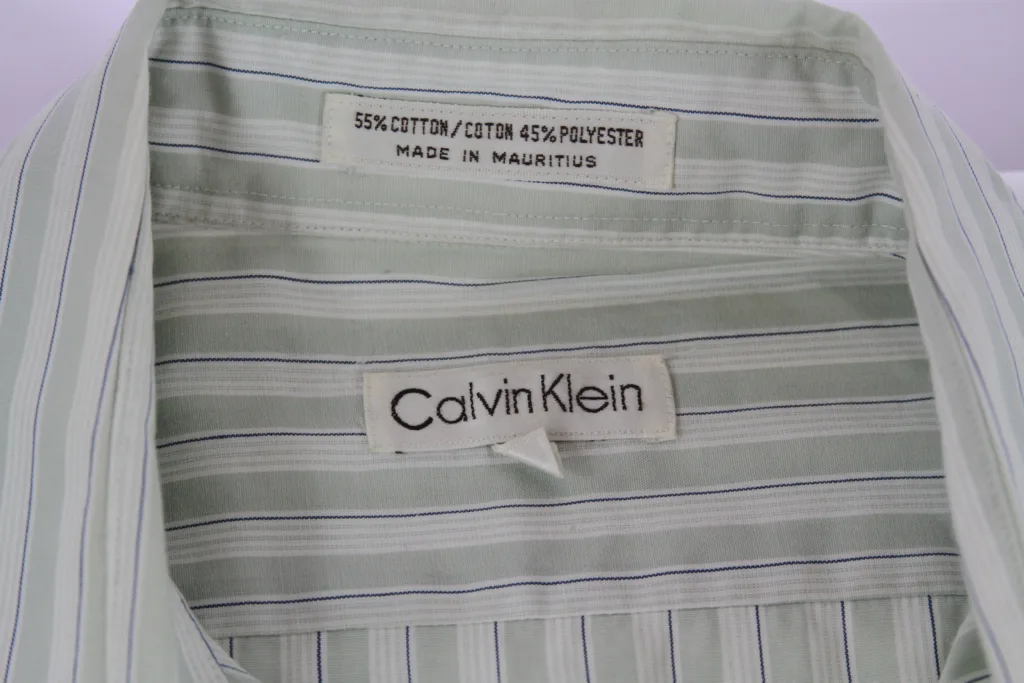 55% COTTON/COTON 45% POLYESTER
MADE IN MAURITIUS
Calvin Klein